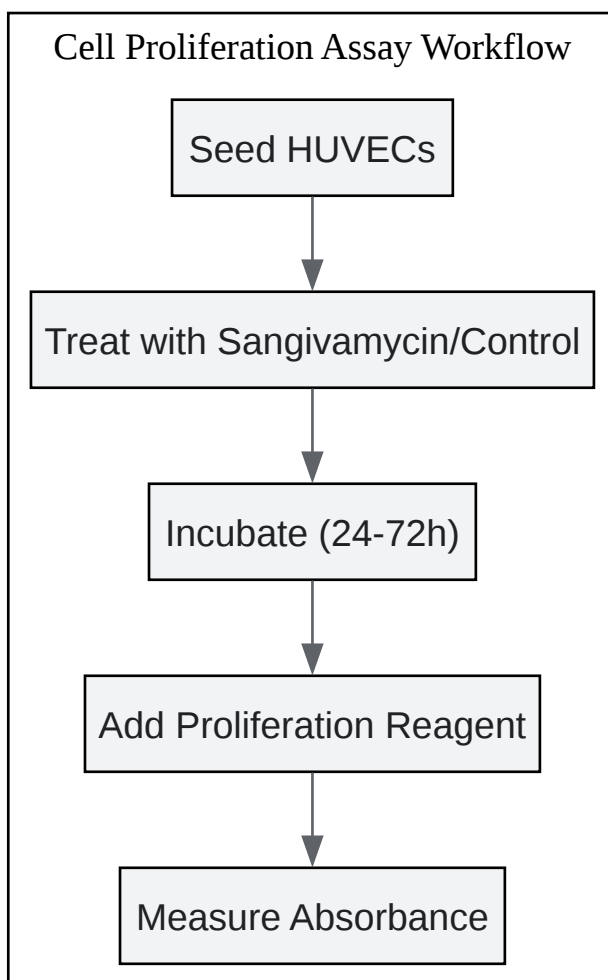 Cell Proliferation Assay Workflow
Seed HUVECs
Treat with Sangivamycin/Control
Incubate (24-72h)
Add Proliferation Reagent
Measure Absorbance